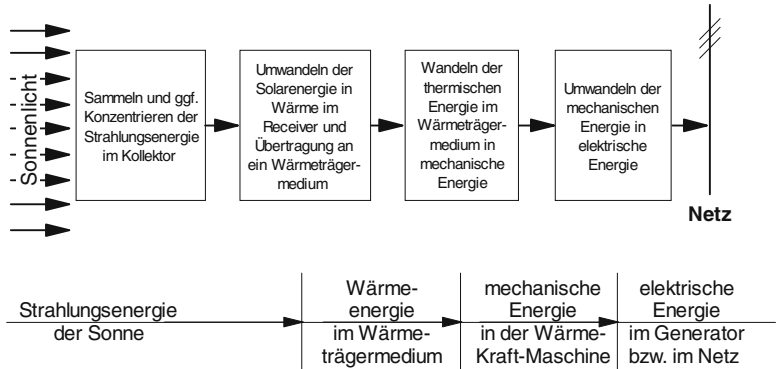 Sonnenlicht
Sammeln und ggf.
Konzentrieren der
Strahlungsenergie
im Kollektor
Umwandeln der
Solarenergie in
Wärme im
Receiver und
Übertragung an
ein Wärmeträger-
medium
Wandeln der
thermischen
Energie im
Wärmeträger-
medium in
mechanische
Energie
Umwandeln der
mechanischen
Energie in
elektrische
Energie
Netz
Strahlungsenergie
der Sonne
Wärme-
energie
im Wärme-
trägermedium
mechanische
Energie
in der Wärme-
Kraft-Maschine
elektrische
Energie
im Generator
bzw. im Netz